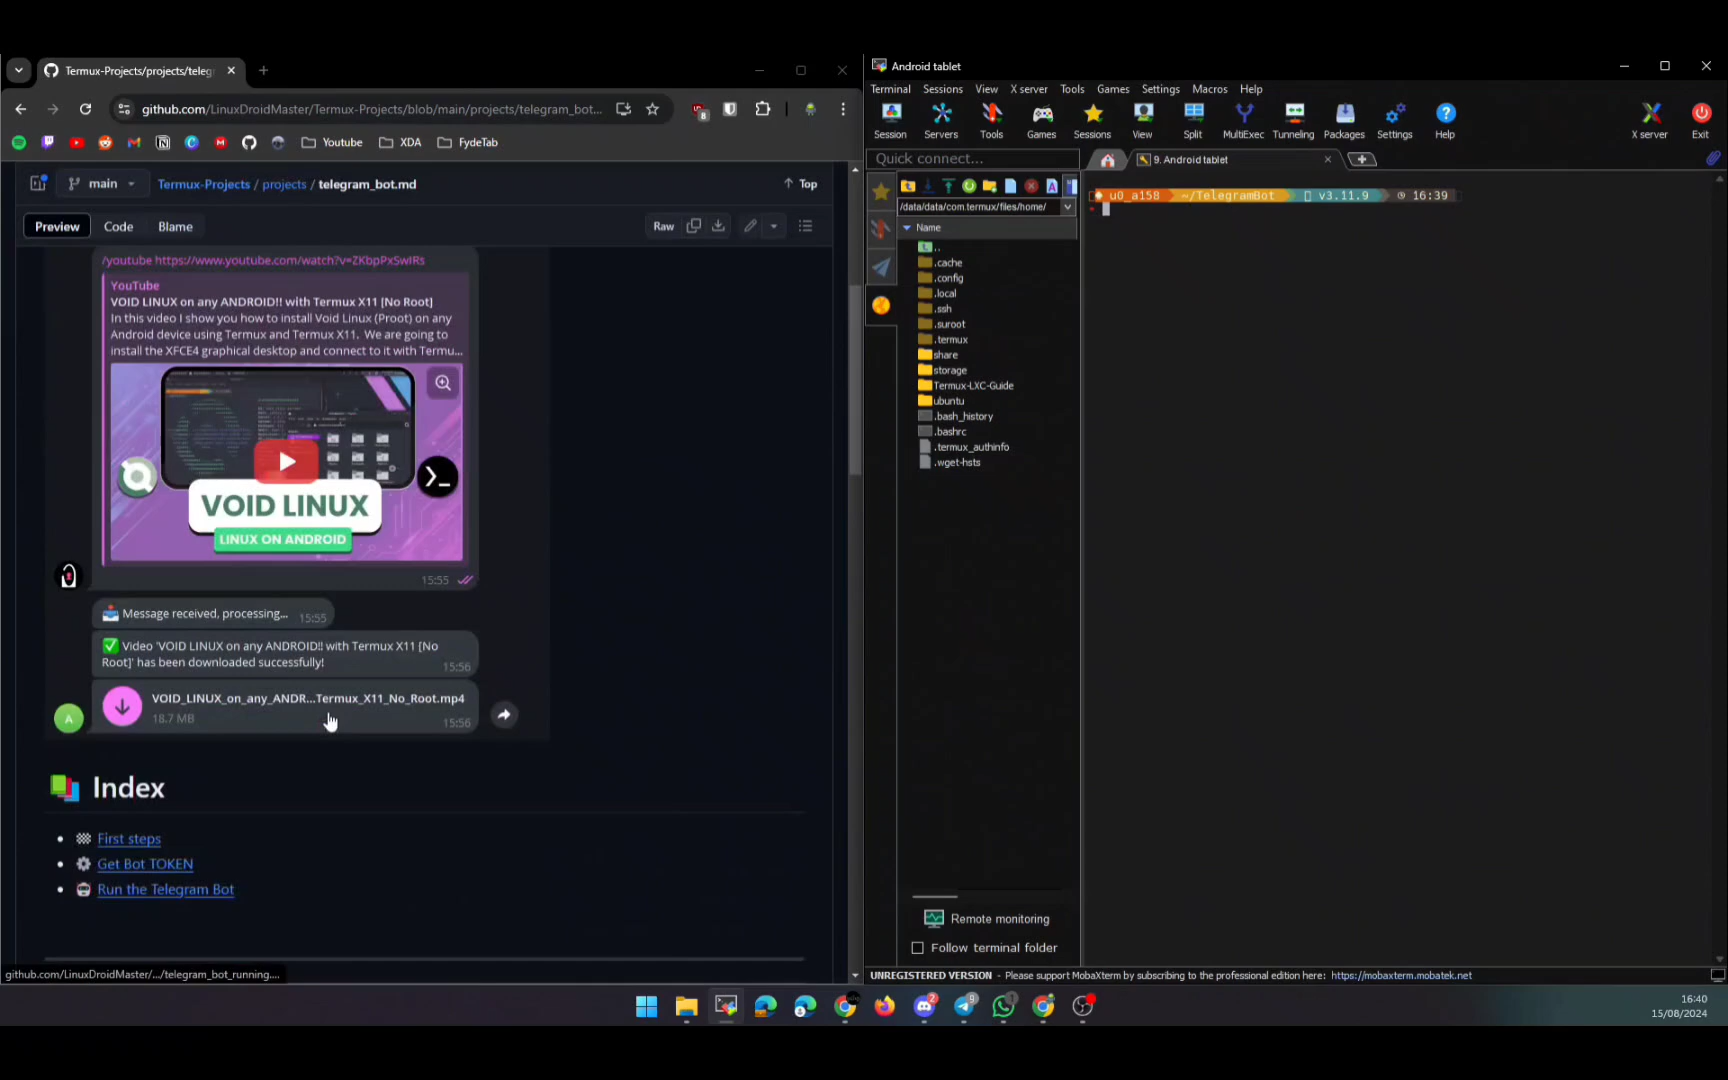 Termux-Projects/projects/teleg
github.com/LinuxDroidMaster/Termux-Projects/blob/main/projects/telegram_bot...
8
Youtube
XDA
FydeTab
main
Termux-Projects / projects / telegram_bot.md
Top
Preview
Code
Blame
Raw
/youtube https://www.youtube.com/watch?v=ZKbpPxSwIRs
YouTube
VOID LINUX on any ANDROID!! with Termux X11 [No Root]
In this video I show you how to install Void Linux (Proot) on any
Android device using Termux and Termux X11. We are going to
install the XFCE4 graphical desktop and connect to it with Termu...
VOID LINUX
LINUX ON ANDROID
15:55
Message received, processing...
15:55
Video 'VOID LINUX on any ANDROID!! with Termux X11 [No
Root]' has been downloaded successfully!
15:56
VOID_LINUX_on_any_ANDR...Termux_X11_No_Root.mp4
18.7 MB
15:56
A
Index
First steps
Get Bot TOKEN
Run the Telegram Bot
github.com/LinuxDroidMaster/.../telegram_bot_running....
Android tablet
Terminal Sessions View X server Tools Games Settings Macros Help
Session Servers Tools Games Sessions View Split MultiExec Tunneling Packages Settings Help X server Exit
Quick connect...
9. Android tablet
/data/data/com.termux/files/home/
Name
..
.cache
.config
.local
.ssh
.suroot
.termux
share
storage
Termux-LXC-Guide
ubuntu
.bash_history
.bashrc
.termux_authinfo
.wget-hsts
u0_a158 ~/TelegramBot v3.11.9 16:39
Remote monitoring
Follow terminal folder
UNREGISTERED VERSION - Please support MobaXterm by subscribing to the professional edition here: https://mobaxterm.mobatek.net
2
9
1
16:40
15/08/2024